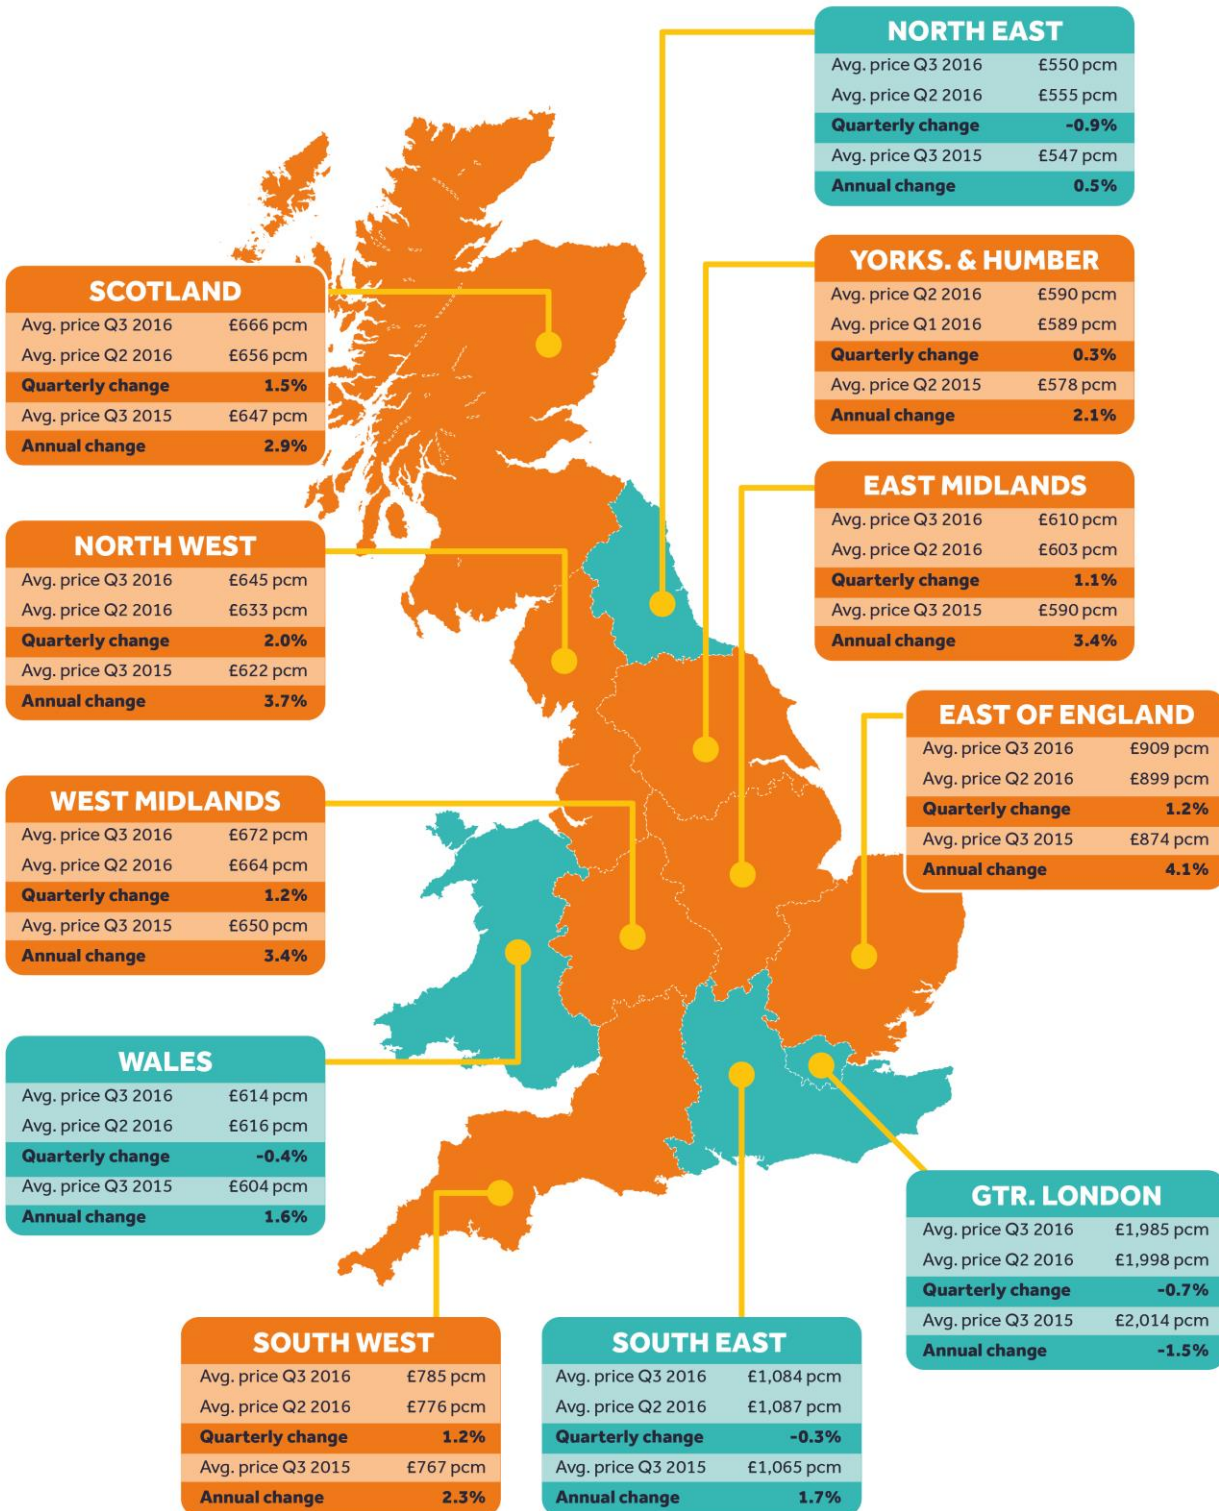 NORTH EAST
Avg. price Q3 2016 £550 pcm
Avg. price Q2 2016 £555 pcm
Quarterly change -0.9%
Avg. price Q3 2015 £547 pcm
Annual change 0.5%
YORKS. & HUMBER
Avg. price Q2 2016 £590 pcm
Avg. price Q1 2016 £589 pcm
Quarterly change 0.3%
Avg. price Q2 2015 £578 pcm
Annual change 2.1%
SCOTLAND
Avg. price Q3 2016 £666 pcm
Avg. price Q2 2016 £656 pcm
Quarterly change 1.5%
Avg. price Q3 2015 £647 pcm
Annual change 2.9%
EAST MIDLANDS
Avg. price Q3 2016 £610 pcm
Avg. price Q2 2016 £603 pcm
Quarterly change 1.1%
Avg. price Q3 2015 £590 pcm
Annual change 3.4%
NORTH WEST
Avg. price Q3 2016 £645 pcm
Avg. price Q2 2016 £633 pcm
Quarterly change 2.0%
Avg. price Q3 2015 £622 pcm
Annual change 3.7%
EAST OF ENGLAND
Avg. price Q3 2016 £909 pcm
Avg. price Q2 2016 £899 pcm
Quarterly change 1.2%
Avg. price Q3 2015 £874 pcm
Annual change 4.1%
WEST MIDLANDS
Avg. price Q3 2016 £672 pcm
Avg. price Q2 2016 £664 pcm
Quarterly change 1.2%
Avg. price Q3 2015 £650 pcm
Annual change 3.4%
WALES
Avg. price Q3 2016 £614 pcm
Avg. price Q2 2016 £616 pcm
Quarterly change -0.4%
Avg. price Q3 2015 £604 pcm
Annual change 1.6%
GTR. LONDON
Avg. price Q3 2016 £1,985 pcm
Avg. price Q2 2016 £1,998 pcm
Quarterly change -0.7%
Avg. price Q3 2015 £2,014 pcm
Annual change -1.5%
SOUTH WEST
Avg. price Q3 2016 £785 pcm
Avg. price Q2 2016 £776 pcm
Quarterly change 1.2%
Avg. price Q3 2015 £767 pcm
Annual change 2.3%
SOUTH EAST
Avg. price Q3 2016 £1,084 pcm
Avg. price Q2 2016 £1,087 pcm
Quarterly change -0.3%
Avg. price Q3 2015 £1,065 pcm
Annual change 1.7%